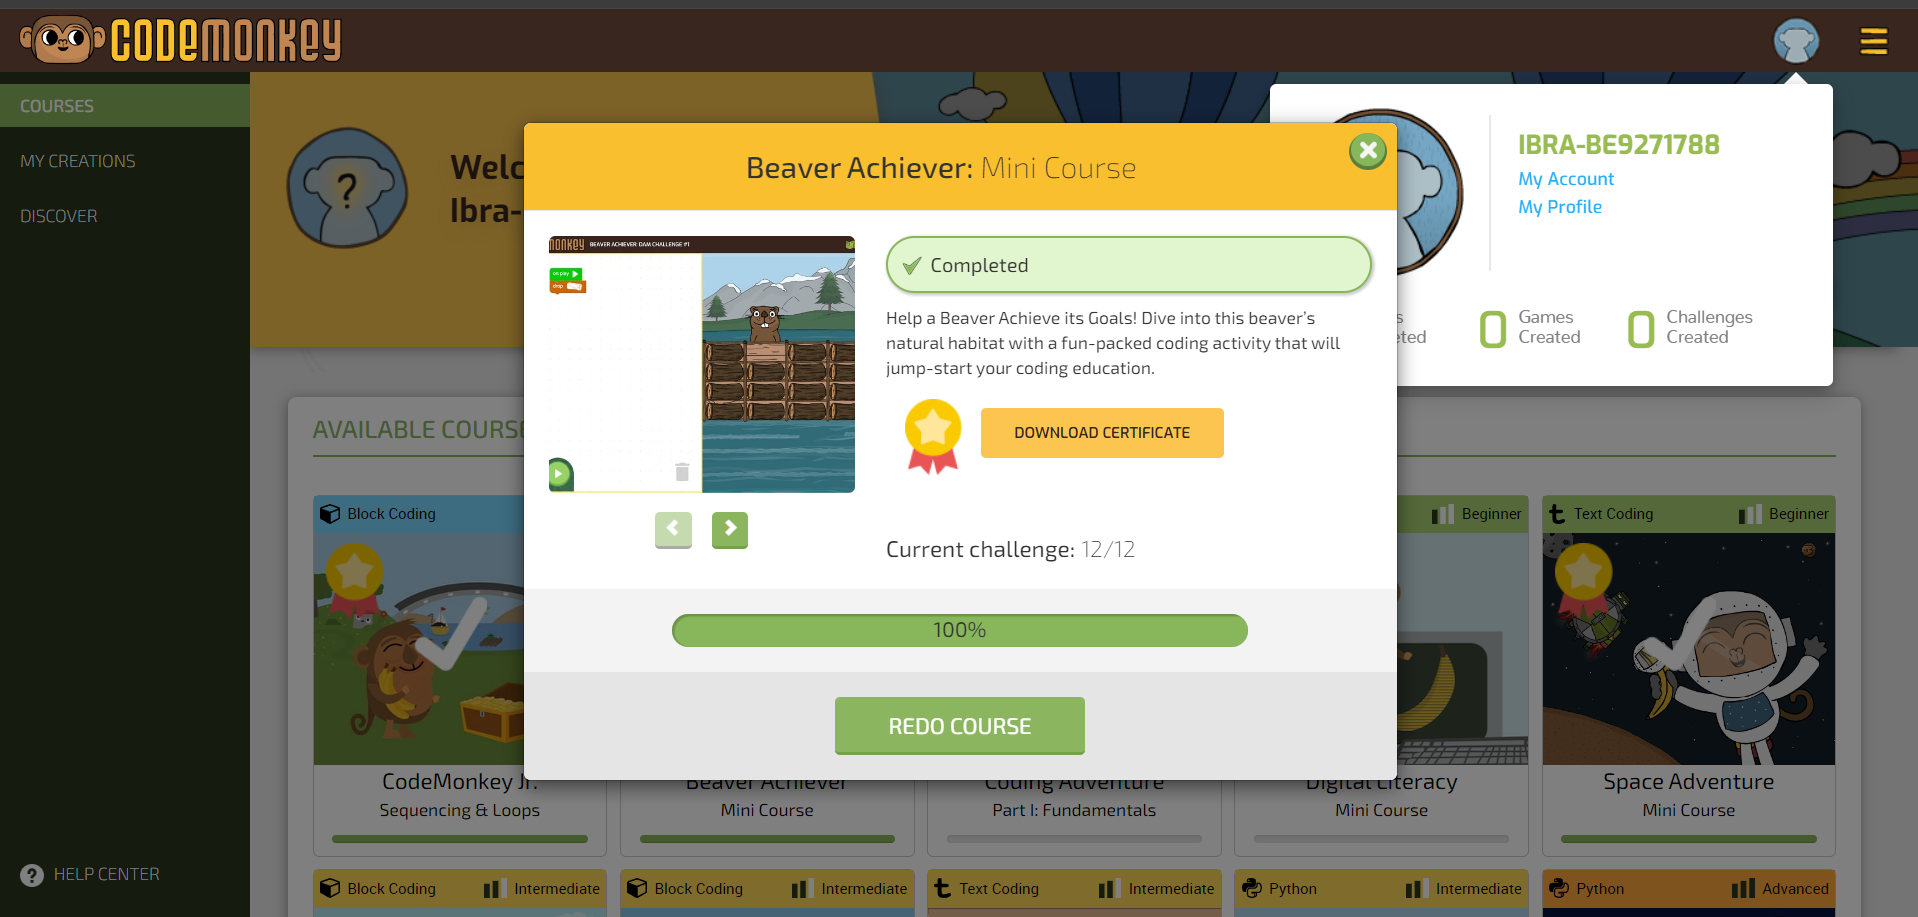 CODEMONKEY
COURSES
MY CREATIONS
DISCOVER
HELP CENTER
Welc
Ibra-
IBRA-BE9271788
My Account
My Profile
0 Games Created
0 Challenges Created
Beaver Achiever: Mini Course
BEAVER ACHIEVER: DAM CHALLENGE #1
on play
drop
Completed
Help a Beaver Achieve its Goals! Dive into this beaver's
natural habitat with a fun-packed coding activity that will
jump-start your coding education.
DOWNLOAD CERTIFICATE
Current challenge: 12/12
100%
REDO COURSE
AVAILABLE COURSE
Block Coding
Beginner
Text Coding Beginner
CodeMonkey Jr.
Sequencing & Loops
Beaver Achiever
Mini Course
Coding Adventure
Part I: Fundamentals
Digital Literacy
Mini Course
Space Adventure
Mini Course
Block Coding Intermediate
Block Coding Intermediate
Text Coding Intermediate
Python Intermediate
Python Advanced